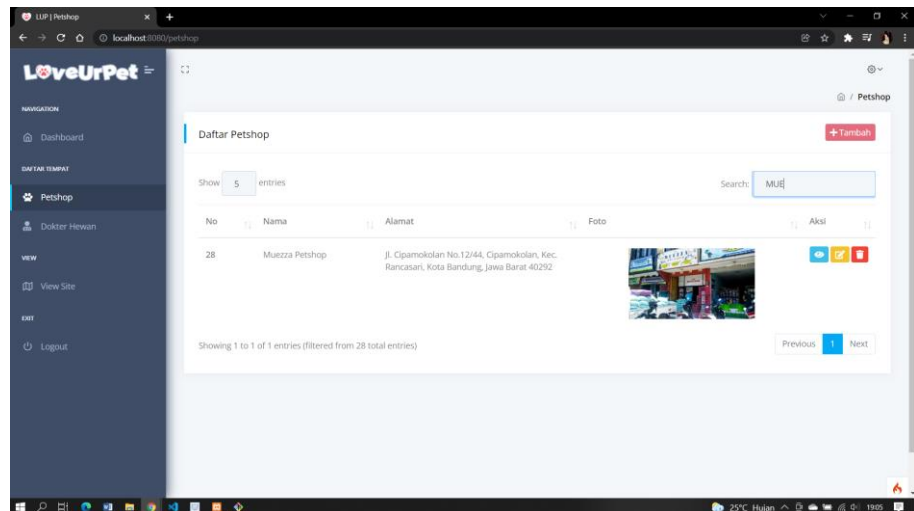 LUP | Petshop
localhost:8080/petshop
LoveUrPet
NAVIGATION
Dashboard
DAFTAR TEMPAT
Petshop
Dokter Hewan
VIEW
View Site
EXIT
Logout
/ Petshop
Daftar Petshop
Tambah
Show 5 entries
Search: MUE
No Nama Alamat Foto Aksi
28 Muezza Petshop Jl. Cipamokolan No.12/44, Cipamokolan, Kec.
Rancasari, Kota Bandung, Jawa Barat 40292
Showing 1 to 1 of 1 entries (filtered from 28 total entries)
Previous 1 Next
25°C Hujan 19:05